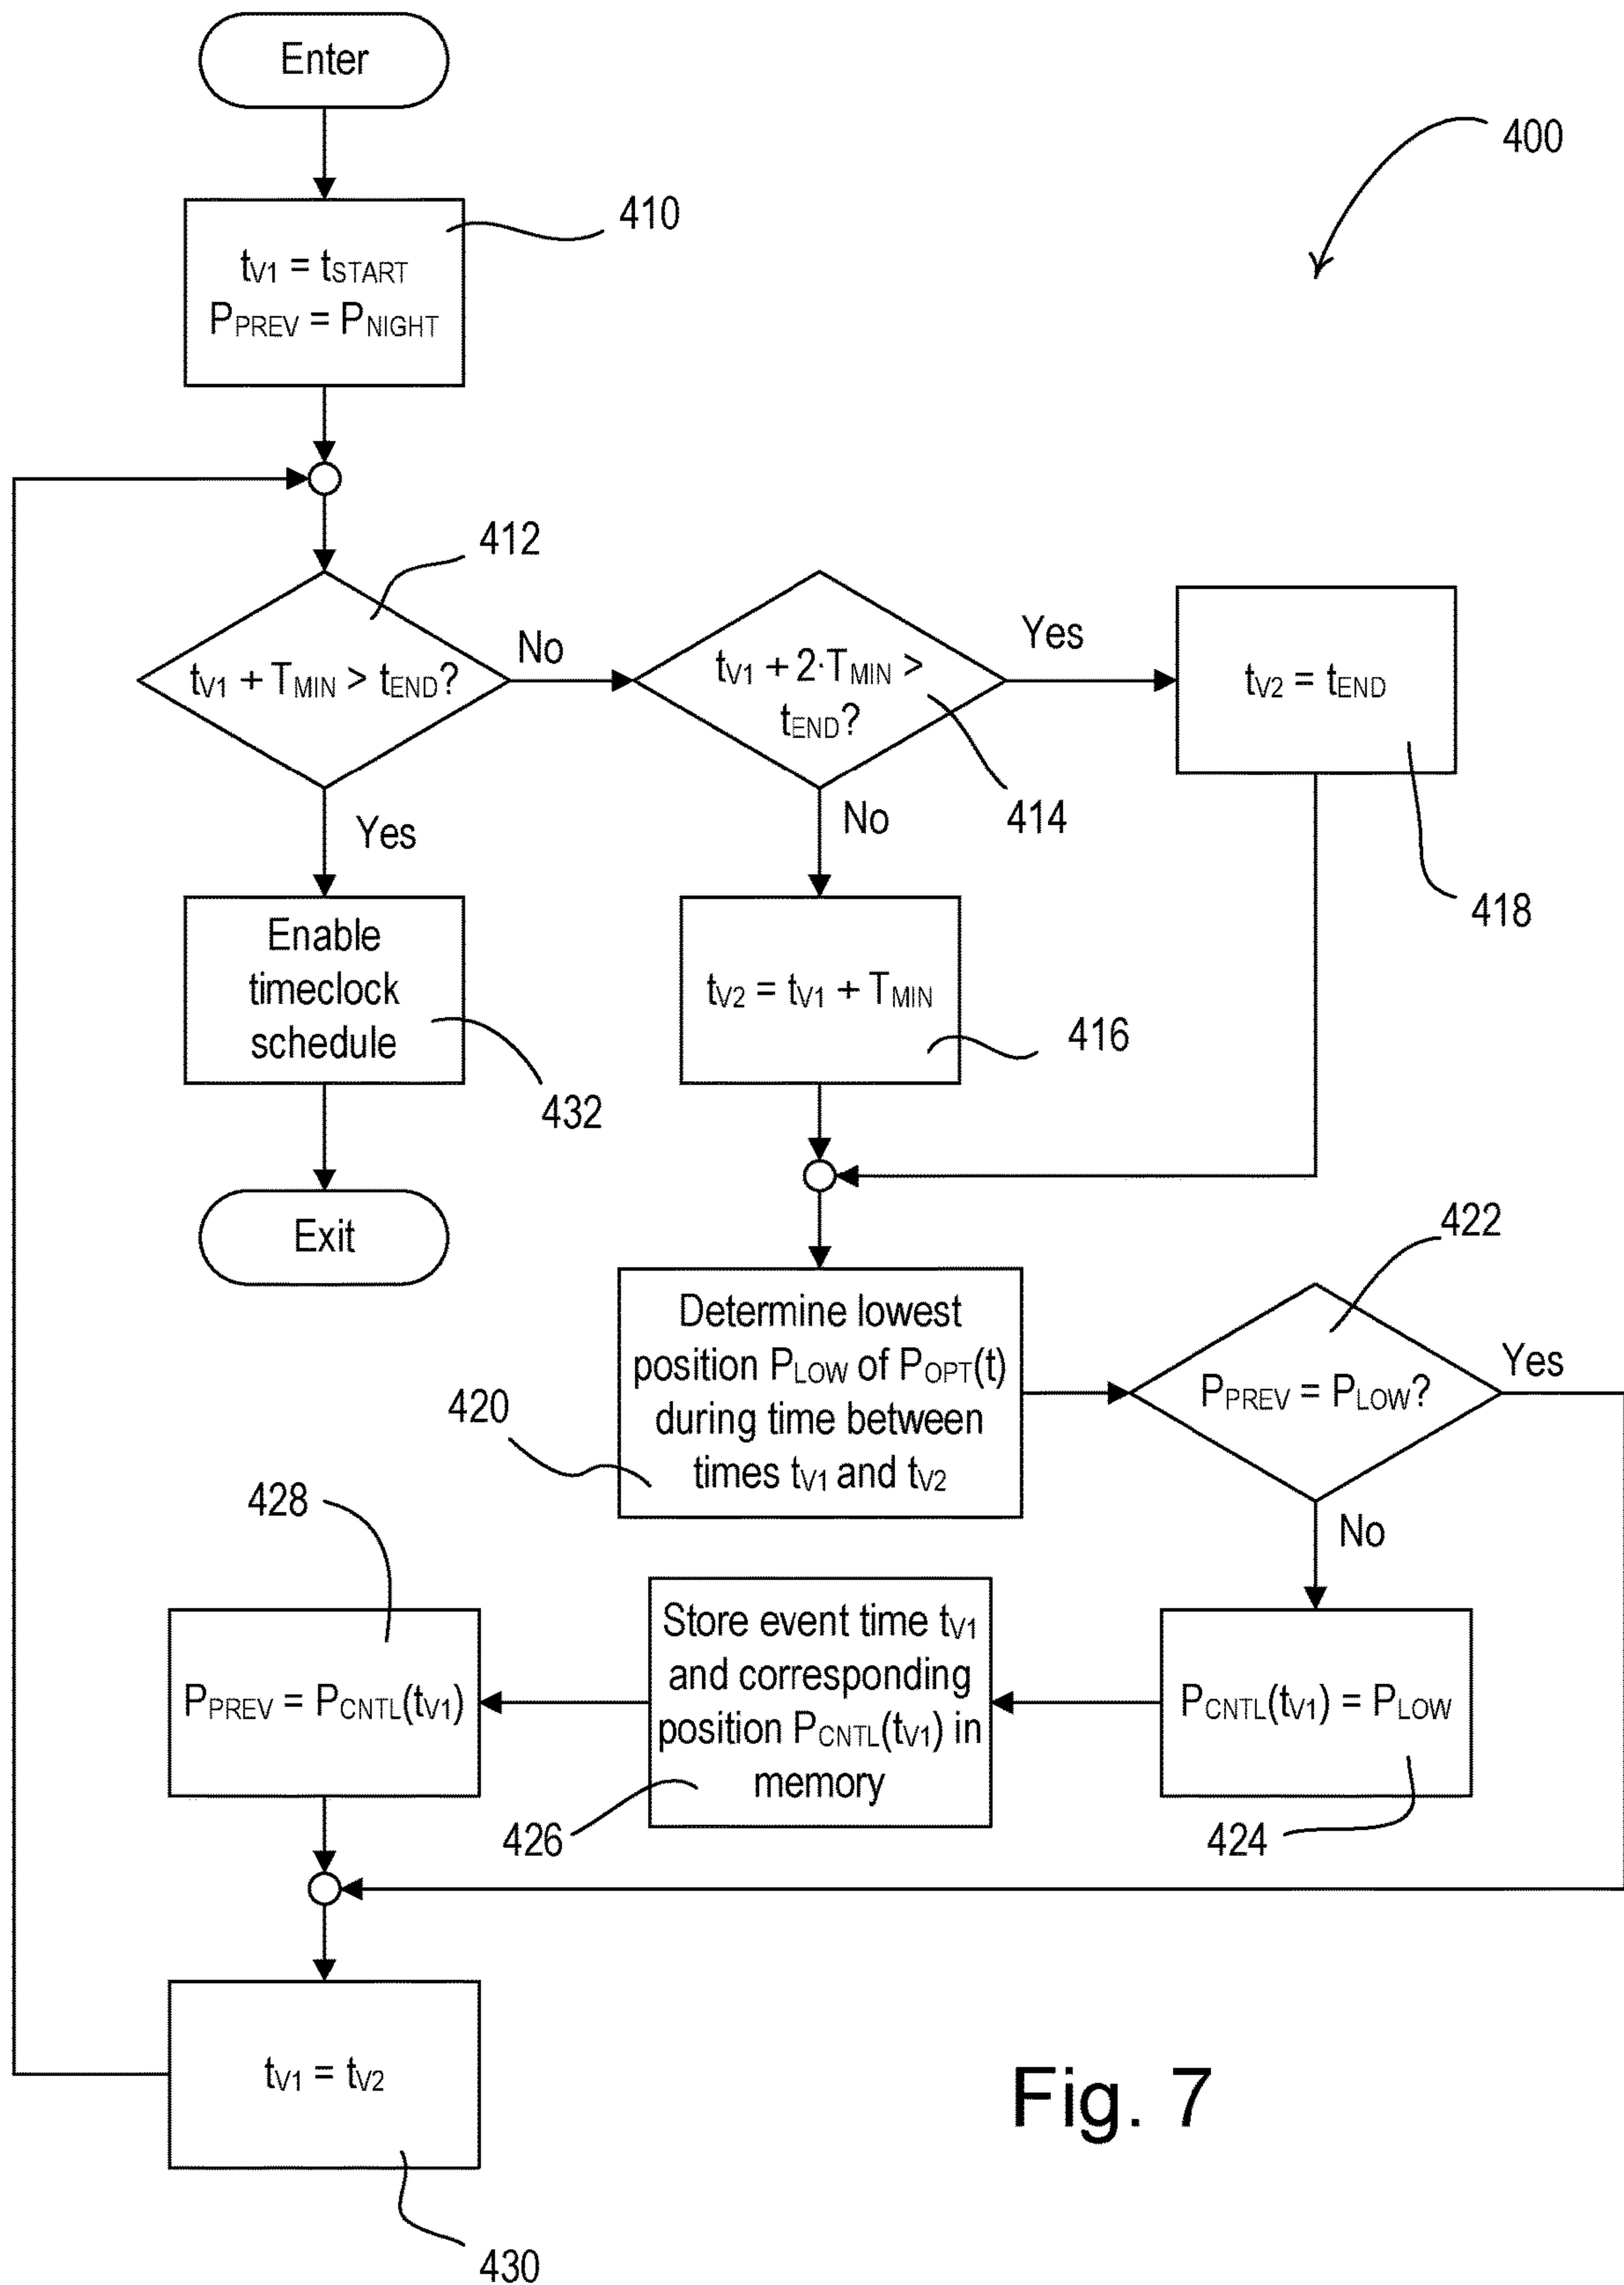 Enter
400
410
tV1 = tSTART
PPREV = PNIGHT
412
tV1 + TMIN > tEND?
No
Yes
414
tV1 + 2·TMIN >
tEND?
Yes
No
418
tV2 = tEND
Enable
timeclock
schedule
432
Exit
416
tV2 = tV1 + TMIN
420
Determine lowest
position PLOW of POPT(t)
during time between
times tV1 and tV2
422
PPREV = PLOW?
Yes
No
424
PCNTL(tV1) = PLOW
426
Store event time tV1
and corresponding
position PCNTL(tV1) in
memory
428
PPREV = PCNTL(tV1)
tV1 = tV2
430
Fig. 7